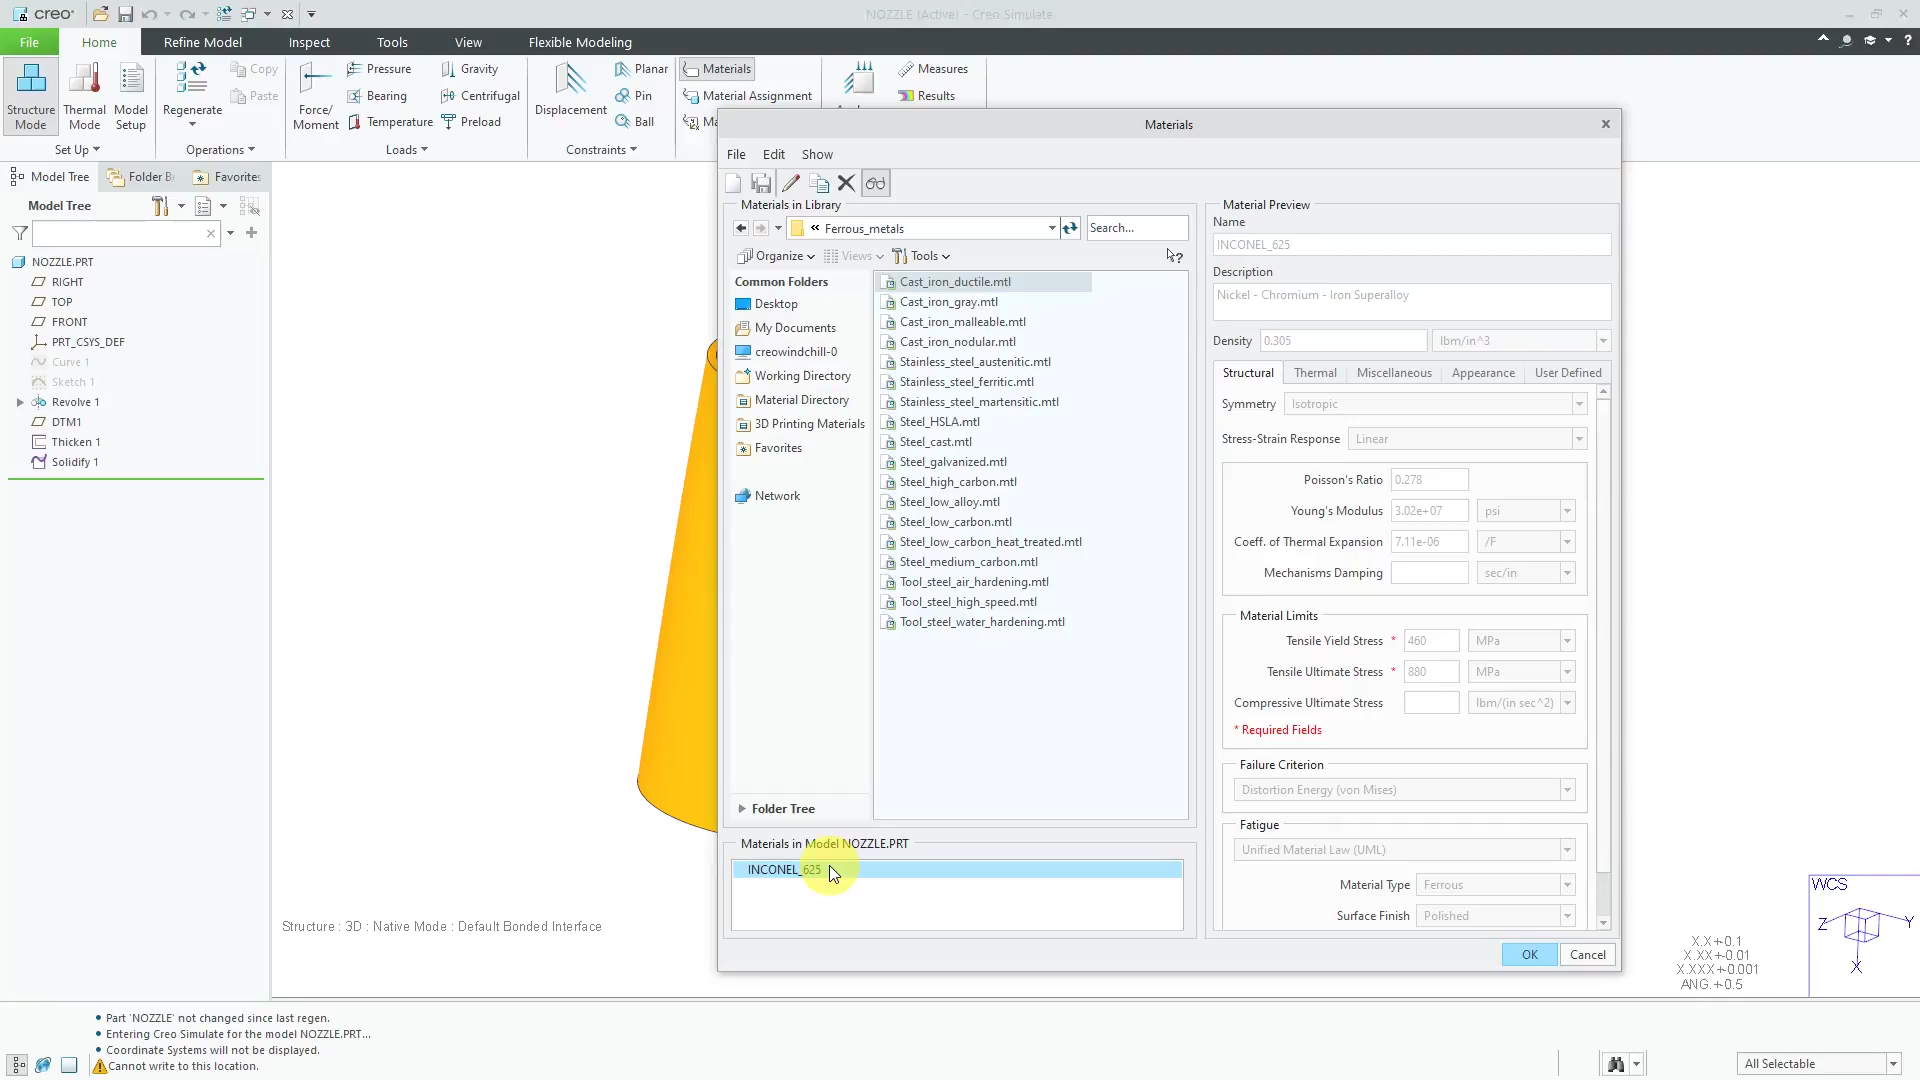 creo
NOZZLE (Active) - Creo Simulate
File
Home
Refine Model
Inspect
Tools
View
Flexible Modeling
Structure Mode
Thermal Mode
Model Setup
Set Up
Regenerate
Copy
Paste
Operations
Force/ Moment
Pressure
Bearing
Temperature
Gravity
Centrifugal
Preload
Loads
Displacement
Planar
Pin
Ball
Constraints
Materials
Material Assignment
Measures
Results
Model Tree
Folder Br
Favorites
Model Tree
NOZZLE.PRT
RIGHT
TOP
FRONT
PRT_CSYS_DEF
Curve 1
Sketch 1
Revolve 1
DTM1
Thicken 1
Solidify 1
Materials
File
Edit
Show
Materials in Library
« Ferrous_metals
Search...
Organize
Views
Tools
Common Folders
Desktop
My Documents
creowindchill-0
Working Directory
Material Directory
3D Printing Materials
Favorites
Network
Folder Tree
Cast_iron_ductile.mtl
Cast_iron_gray.mtl
Cast_iron_malleable.mtl
Cast_iron_nodular.mtl
Stainless_steel_austenitic.mtl
Stainless_steel_ferritic.mtl
Stainless_steel_martensitic.mtl
Steel_HSLA.mtl
Steel_cast.mtl
Steel_galvanized.mtl
Steel_high_carbon.mtl
Steel_low_alloy.mtl
Steel_low_carbon.mtl
Steel_low_carbon_heat_treated.mtl
Steel_medium_carbon.mtl
Tool_steel_air_hardening.mtl
Tool_steel_high_speed.mtl
Tool_steel_water_hardening.mtl
Materials in Model NOZZLE.PRT
INCONEL_625
Material Preview
Name
INCONEL_625
Description
Nickel - Chromium - Iron Superalloy
Density 0.305 lbm/in^3
Structural
Thermal
Miscellaneous
Appearance
User Defined
Symmetry Isotropic
Stress-Strain Response Linear
Poisson's Ratio 0.278
Young's Modulus 3.02e+07 psi
Coeff. of Thermal Expansion 7.11e-06 /F
Mechanisms Damping sec/in
Material Limits
Tensile Yield Stress * 460 MPa
Tensile Ultimate Stress * 880 MPa
Compressive Ultimate Stress lbm/(in sec^2)
* Required Fields
Failure Criterion
Distortion Energy (von Mises)
Fatigue
Unified Material Law (UML)
Material Type Ferrous
Surface Finish Polished
OK
Cancel
Structure : 3D : Native Mode : Default Bonded Interface
X.X +-0.1
X.XX +-0.01
X.XXX +-0.001
ANG. +-0.5
WCS
Z
Y
X
• Part 'NOZZLE' not changed since last regen.
• Entering Creo Simulate for the model NOZZLE.PRT...
• Coordinate Systems will not be displayed.
Cannot write to this location.
All Selectable